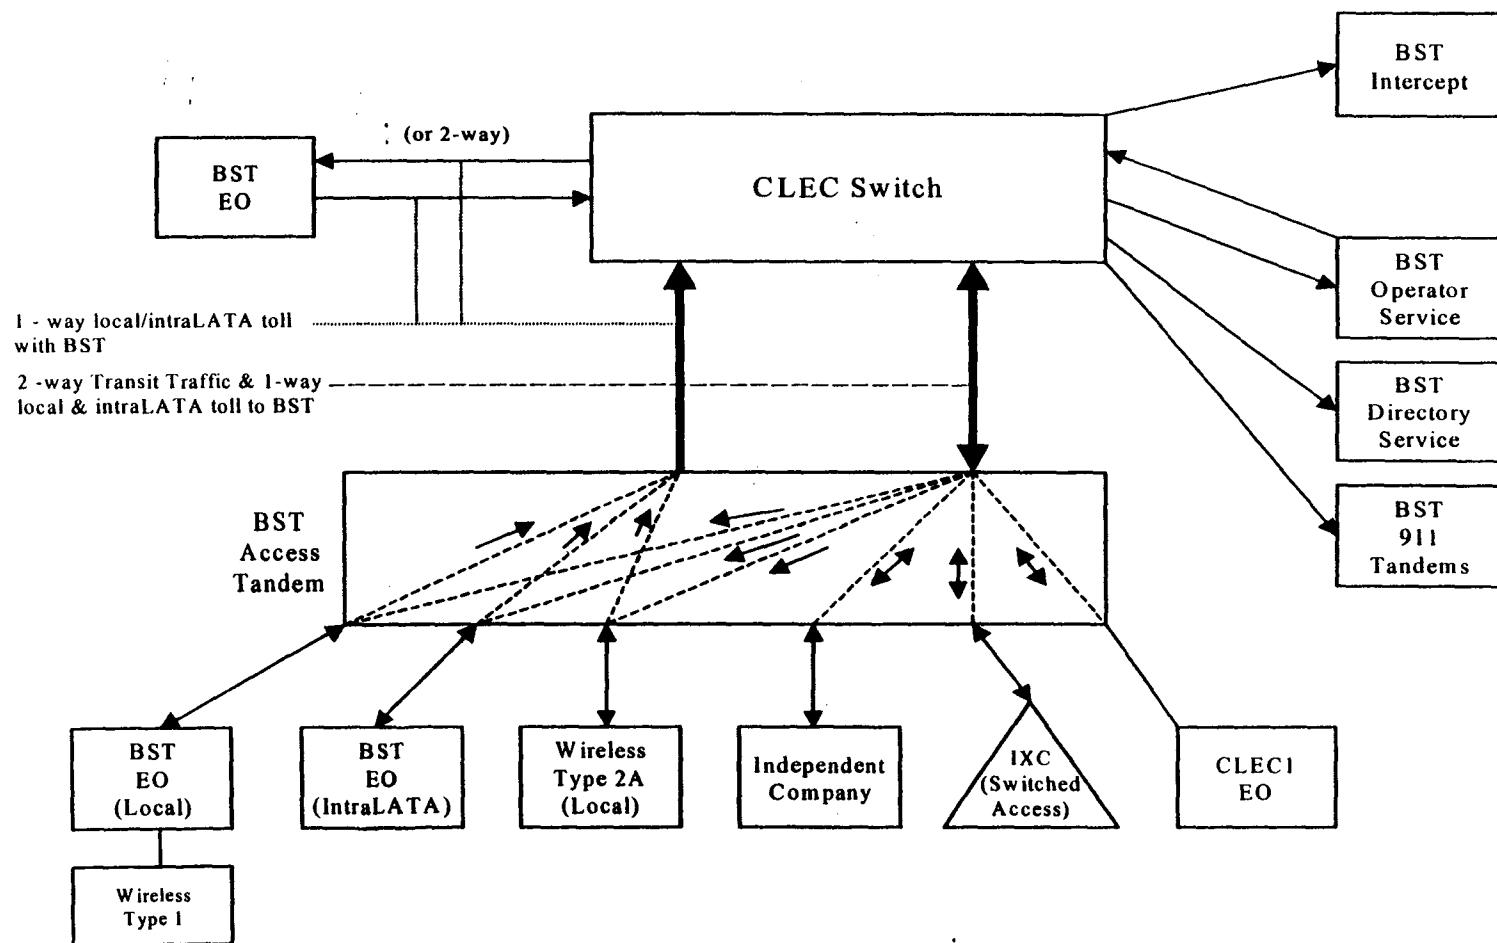 BST
Intercept
(or 2-way)
BST
EO
CLEC Switch
BST
Operator
Service
1 - way local/intraLATA toll
with BST
2 -way Transit Traffic & 1-way
local & intraLATA toll to BST
BST
Directory
Service
BST
Access
Tandem
BST
911
Tandems
BST
EO
(Local)
BST
EO
(IntraLATA)
Wireless
Type 2A
(Local)
Independent
Company
IXC
(Switched
Access)
CLEC1
EO
Wireless
Type 1